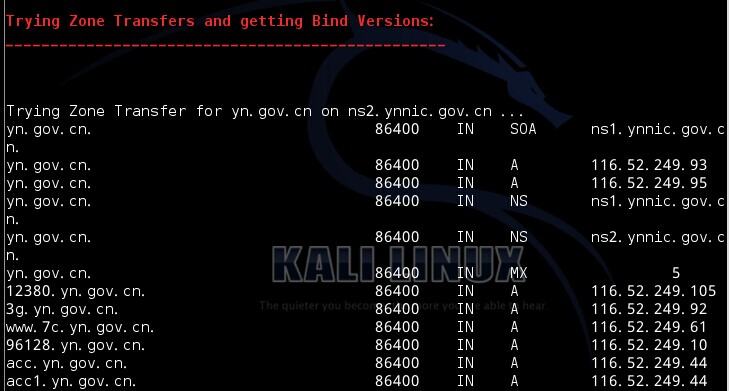 Trying Zone Transfers and getting Bind Versions:
Trying Zone Transfer for yn.gov.cn on ns2.ynnic.gov.cn ...
yn.gov.cn. 86400 IN SOA ns1.ynnic.gov.c
n.
yn.gov.cn. 86400 IN A 116.52.249.93
yn.gov.cn. 86400 IN A 116.52.249.95
yn.gov.cn. 86400 IN NS ns1.ynnic.gov.c
n.
yn.gov.cn. 86400 IN NS ns2.ynnic.gov.c
n.
KALI LINUX
yn.gov.cn. 86400 IN MX 5
12380.yn.gov.cn. 86400 IN A 116.52.249.105
The quieter you become more you are able to hear.
3g.yn.gov.cn. 86400 IN A 116.52.249.92
www.7c.yn.gov.cn. 86400 IN A 116.52.249.61
96128.yn.gov.cn. 86400 IN A 116.52.249.10
acc.yn.gov.cn. 86400 IN A 116.52.249.44
acc1.yn.gov.cn. 86400 IN A 116.52.249.44